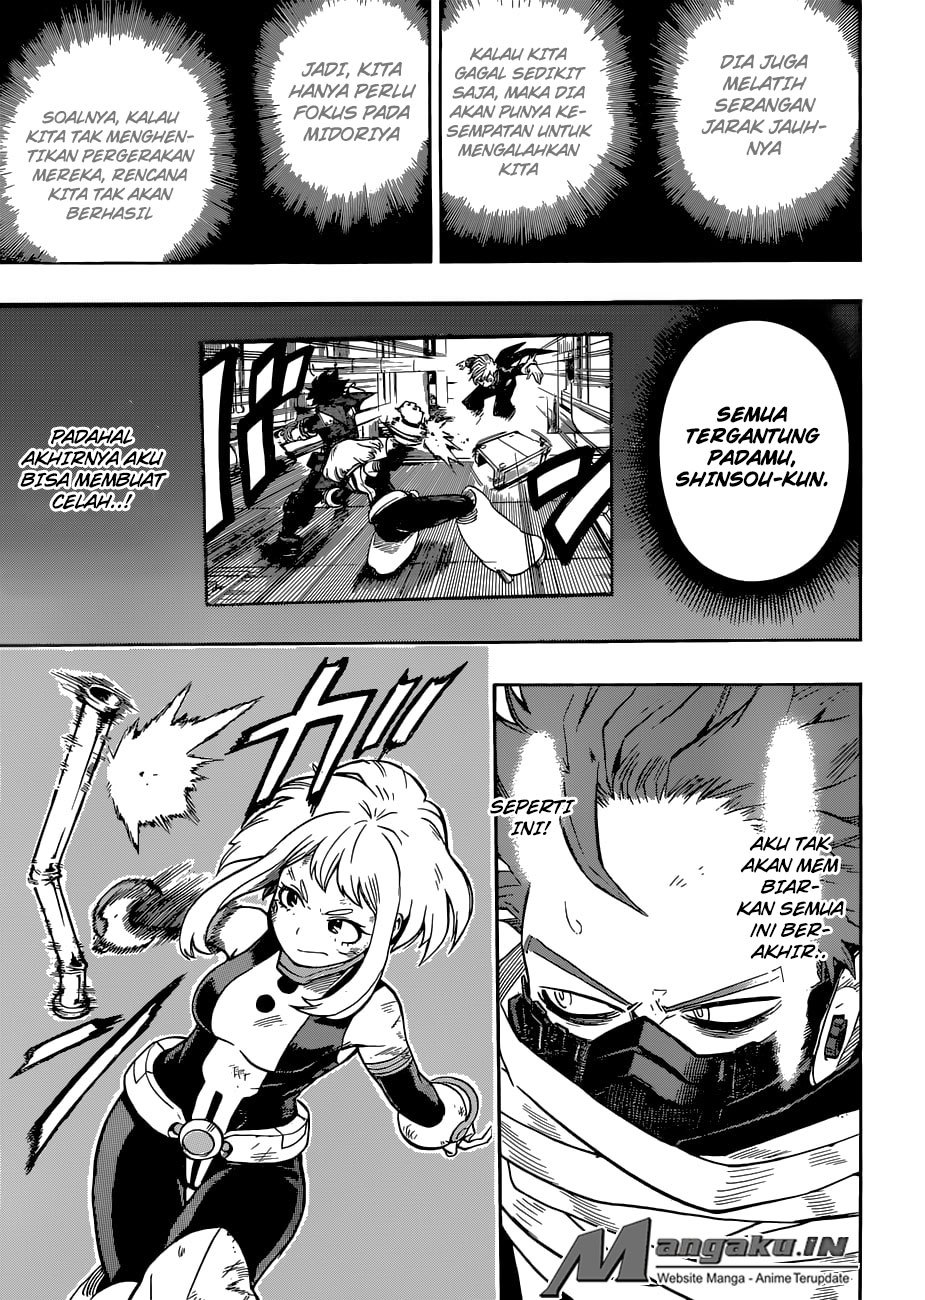 DIA JUGA
MELATIH
SERANGAN
JARAK JAUH-
NYA
KALAU KITA
GAGAL SEDIKIT
SAJA, MAKA DIA
AKAN PUNYA KE-
SEMPATAN UNTUK
MENGALAHKAN
KITA
JADI, KITA
HANYA PERLU
FOKUS PADA
MIDORIYA
SOALNYA, KALAU
KITA TAK MENGHEN-
TIKAN PERGERAKAN
MEREKA, RENCANA
KITA TAK AKAN
BERHASIL
SEMUA
TERGANTUNG
PADAMU,
SHINSOU-KUN.
PADAHAL
AKHIRNYA AKU
BISA MEMBUAT
CELAH..!
AKU TAK
AKAN MEM
BIAR-
KAN SEMUA
INI BER-
AKHIR..
SEPERTI
INI!
ガッ
Mangaku.IN
Website Manga - Anime Terupdate